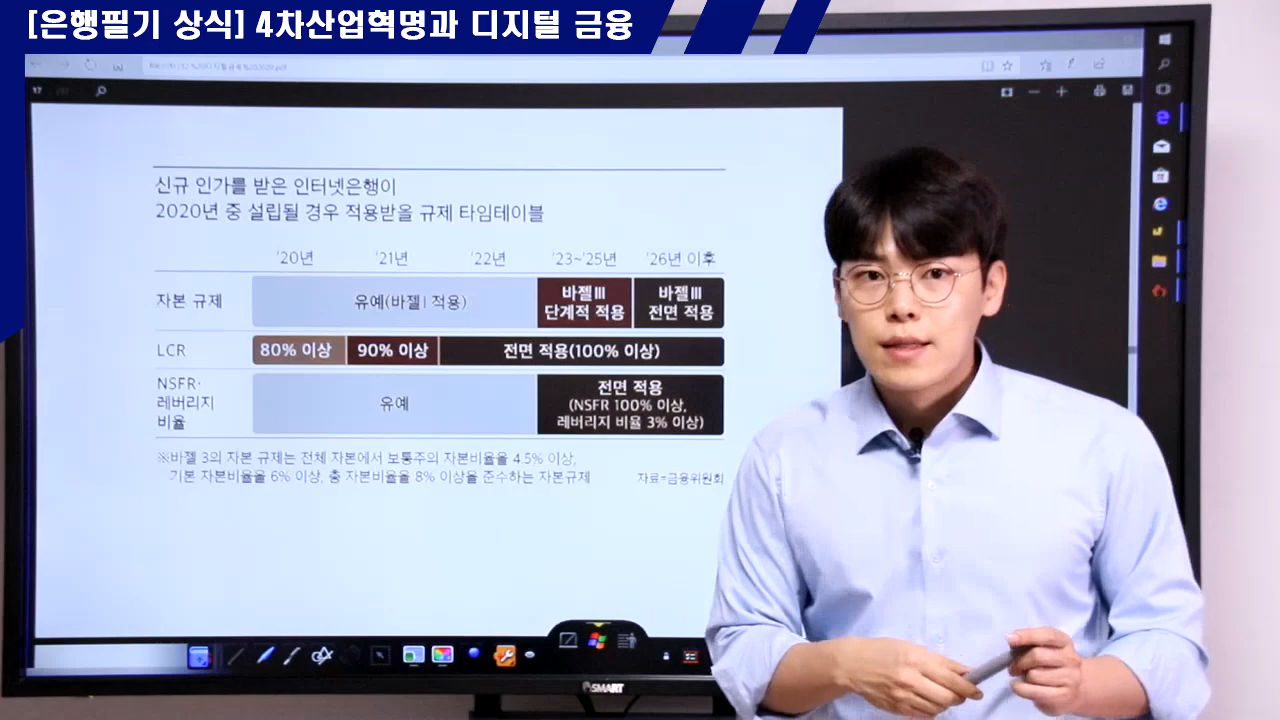 [은행필기 상식] 4차산업혁명과 디지털 금융
17
신규 인가를 받은 인터넷은행이
2020년 중 설립될 경우 적용받을 규제 타임테이블
'20년 '21년 '22년 '23~'25년 '26년 이후
자본 규제 유예(바젤Ⅰ 적용) 바젤Ⅲ 단계적 적용 바젤Ⅲ 전면 적용
LCR 80% 이상 90% 이상 전면 적용(100% 이상)
NSFR· 레버리지 비율 유예 전면 적용 (NSFR 100% 이상, 레버리지 비율 3% 이상)
※바젤 3의 자본 규제는 전체 자본에서 보통주의 자본비율을 4.5% 이상,
기본 자본비율을 6% 이상, 총 자본비율을 8% 이상을 준수하는 자본규제 자료=금융위원회
SMART